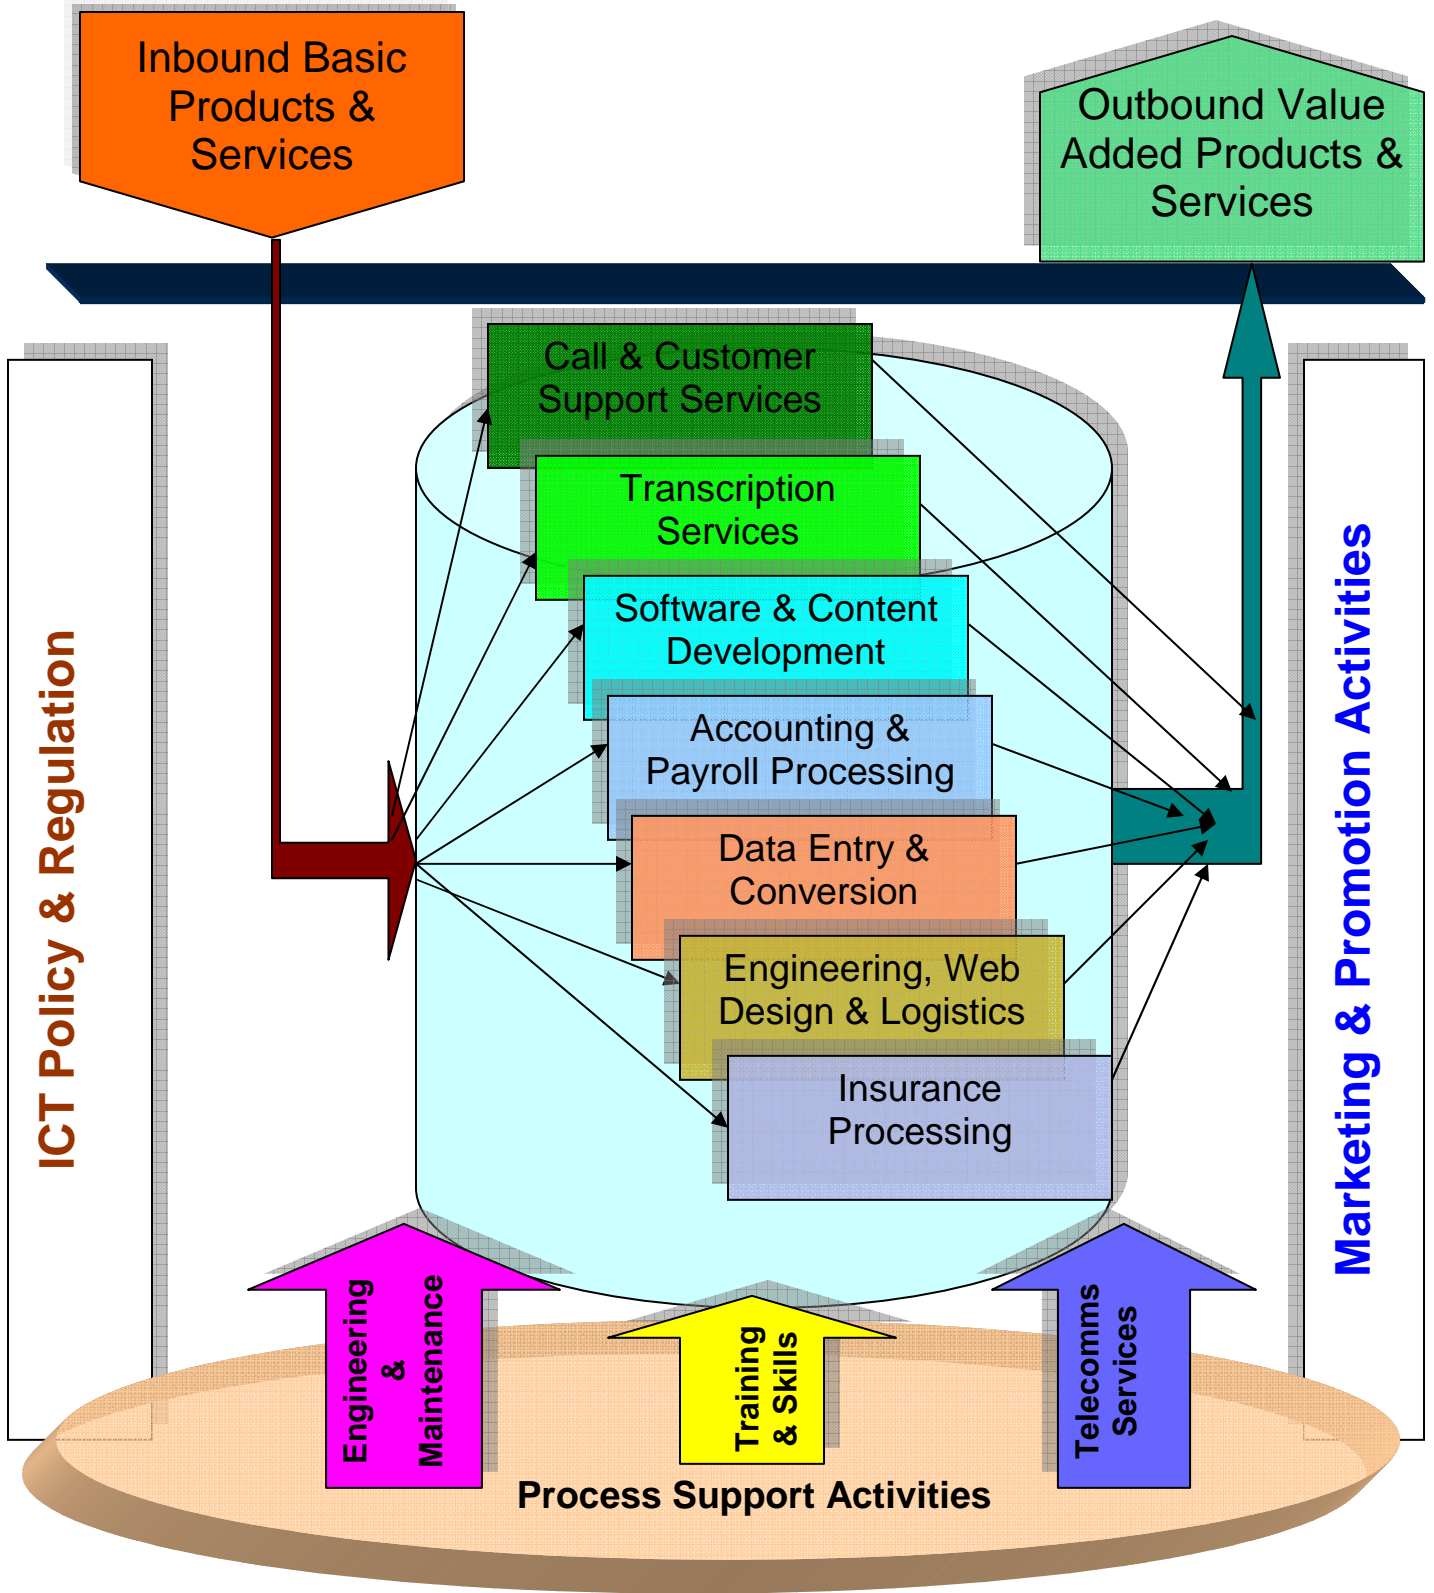 Inbound Basic
Products &
Services
Outbound Value
Added Products &
Services
Call & Customer
Support Services
Transcription
Services
Software & Content
Development
Accounting &
Payroll Processing
Data Entry &
Conversion
Engineering, Web
Design & Logistics
Insurance
Processing
ICT Policy & Regulation
Marketing & Promotion Activities
Engineering
&
Maintenance
Training
& Skills
Telecomms
Services
Process Support Activities